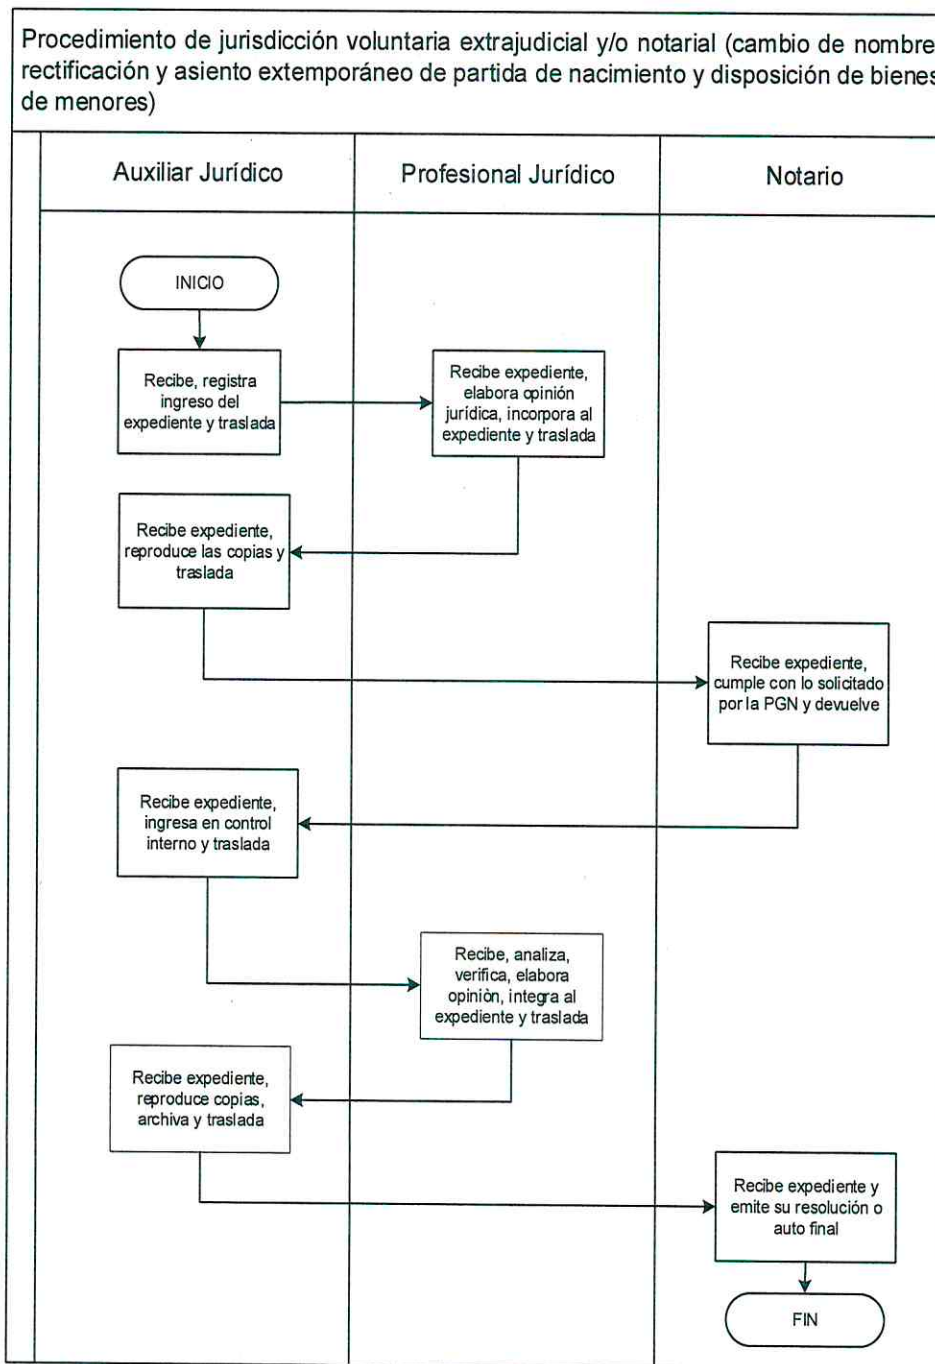 Procedimiento de jurisdicción voluntaria extrajudicial y/o notarial (cambio de nombre
rectificación y asiento extemporáneo de partida de nacimiento y disposición de bienes
de menores)
Auxiliar Jurídico
Profesional Jurídico
Notario
INICIO
Recibe, registra
ingreso del
expediente y traslada
Recibe expediente,
elabora opinión
jurídica, incorpora al
expediente y traslada
Recibe expediente,
reproduce las copias y
traslada
Recibe expediente,
cumple con lo solicitado
por la PGN y devuelve
Recibe expediente,
ingresa en control
interno y traslada
Recibe, analiza,
verifica, elabora
opinión, integra al
expediente y traslada
Recibe expediente,
reproduce copias,
archiva y traslada
Recibe expediente y
emite su resolución o
auto final
FIN